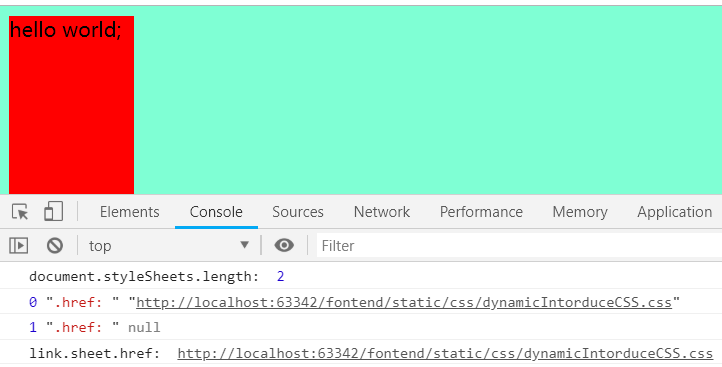 hello world;
Elements Console Sources Network Performance Memory Application
top Filter
document.styleSheets.length: 2
0 ".href: " "http://localhost:63342/fontend/static/css/dynamicIntorduceCSS.css"
1 ".href: " null
link.sheet.href: http://localhost:63342/fontend/static/css/dynamicIntorduceCSS.css